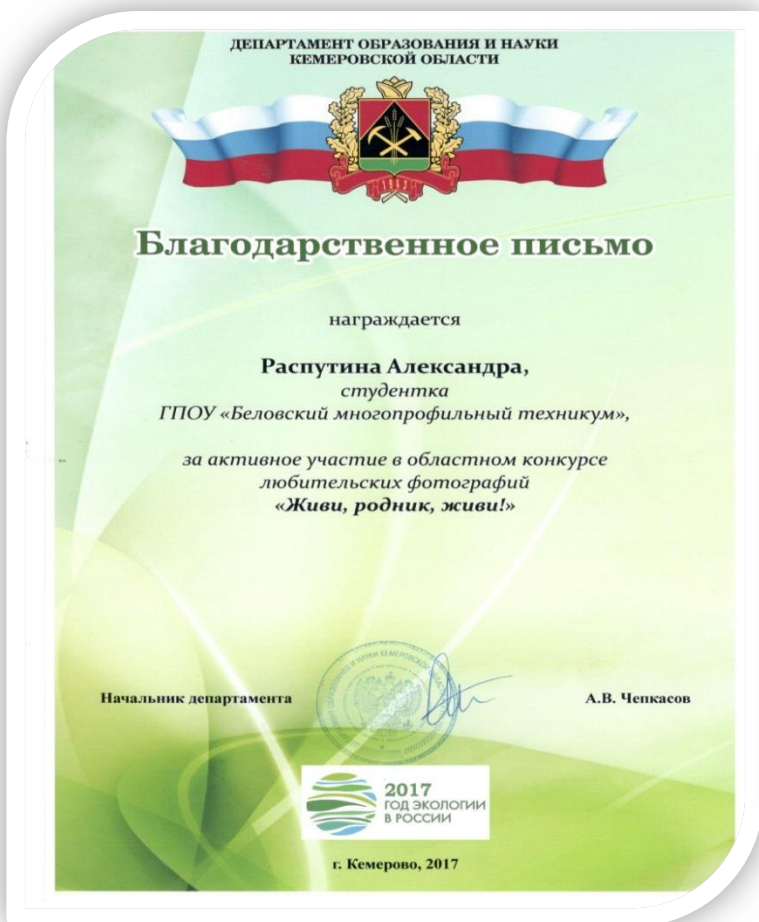 ДЕПАРТАМЕНТ ОБРАЗОВАНИЯ И НАУКИ
КЕМЕРОВСКОЙ ОБЛАСТИ
1943
Благодарственное письмо
награждается
Распутина Александра,
студентка
ГПОУ «Беловский многопрофильный техникум»,
за активное участие в областном конкурсе
любительских фотографий
«Живи, родник, живи!»
Начальник департамента
А.В. Чепкасов
2017
ГОД ЭКОЛОГИИ
В РОССИИ
г. Кемерово, 2017